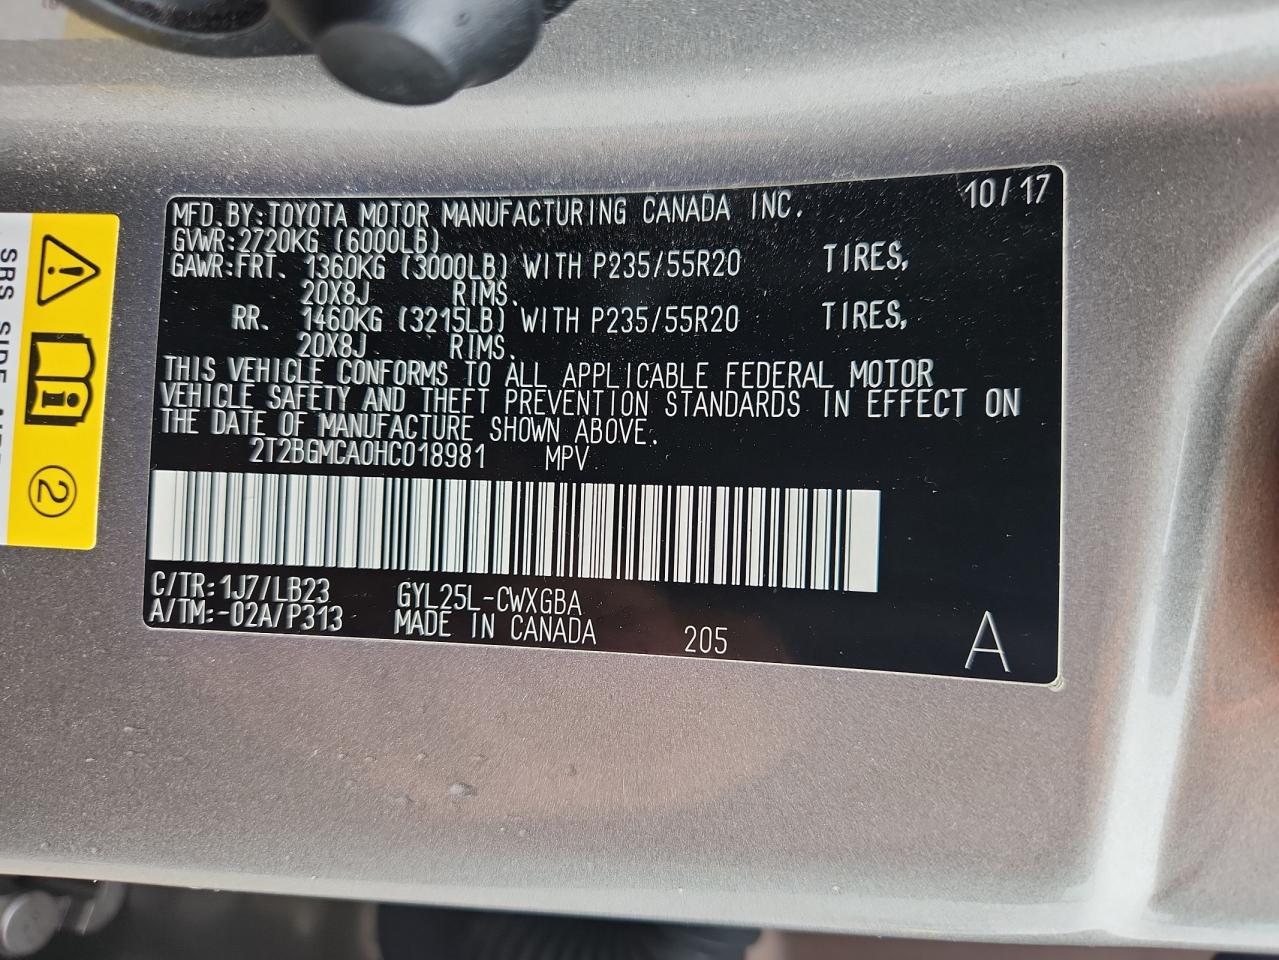 MFD.BY:TOYOTA MOTOR MANUFACTURING CANADA INC. 10/17
GVWR:2720KG (6000LB)
GAWR:FRT. 1360KG (3000LB) WITH P235/55R20 TIRES,
20X8J RIMS.
RR. 1460KG (3215LB) WITH P235/55R20 TIRES,
20X8J RIMS.
THIS VEHICLE CONFORMS TO ALL APPLICABLE FEDERAL MOTOR
VEHICLE SAFETY AND THEFT PREVENTION STANDARDS IN EFFECT ON
THE DATE OF MANUFACTURE SHOWN ABOVE.
2T2BGMCA0HC018981 MPV
C/TR:1J7/LB23 GYL25L-CWXGBA
A/TM:-02A/P313 MADE IN CANADA 205 A
SRS SIDE
2